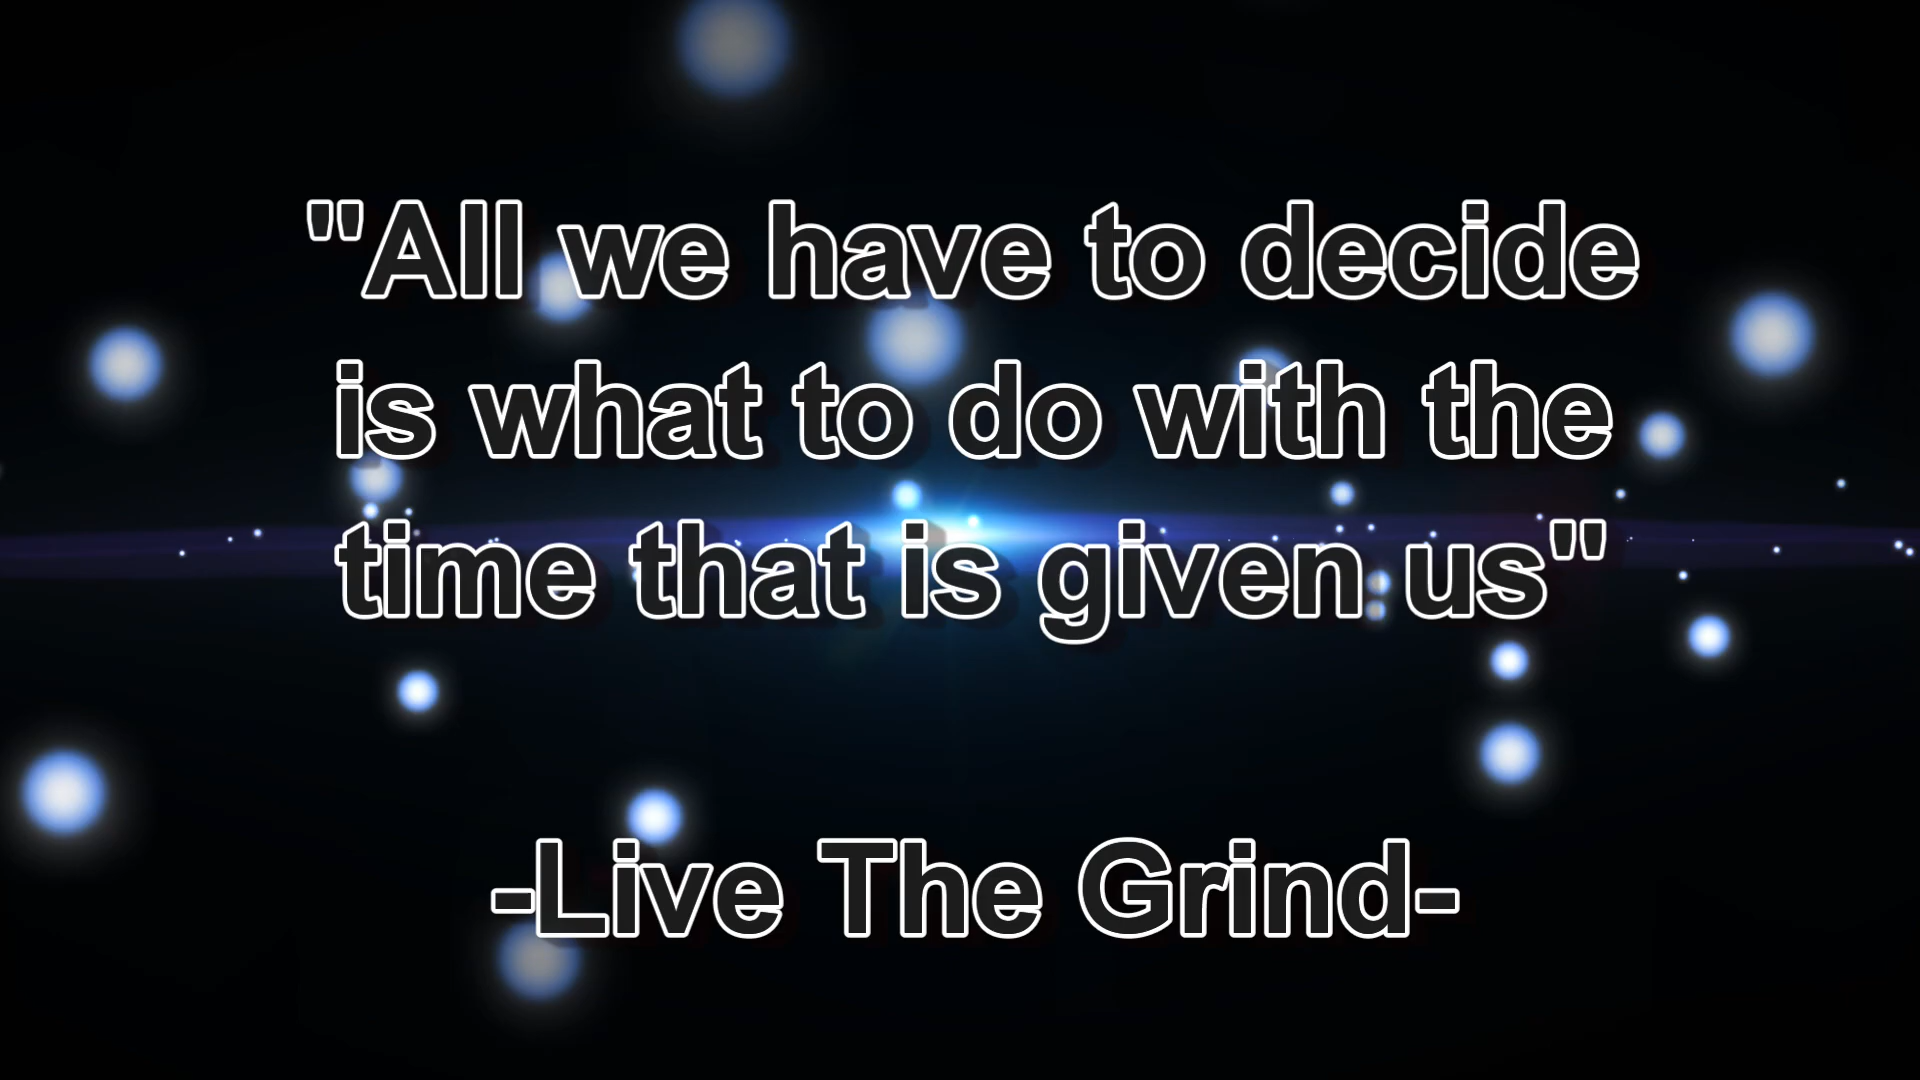 "All we have to decide
is what to do with the
time that is given us"
-Live The Grind-